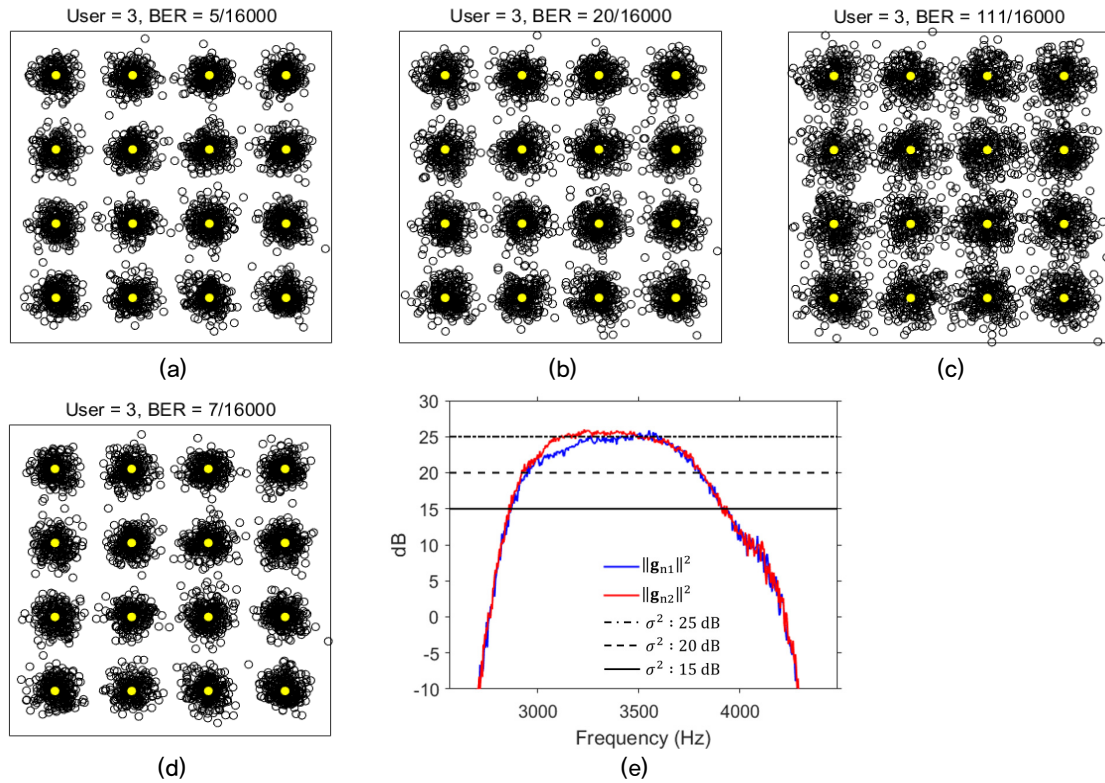 User = 3, BER = 5/16000
(a)
User = 3, BER = 20/16000
(b)
User = 3, BER = 111/16000
(c)
User = 3, BER = 7/16000
(d)
30
25
20
15
10
5
0
-5
-10
dB
3000 3500 4000
Frequency (Hz)
‖𝐠ₙ₁‖²
‖𝐠ₙ₂‖²
σ² : 25 dB
σ² : 20 dB
σ² : 15 dB
(e)